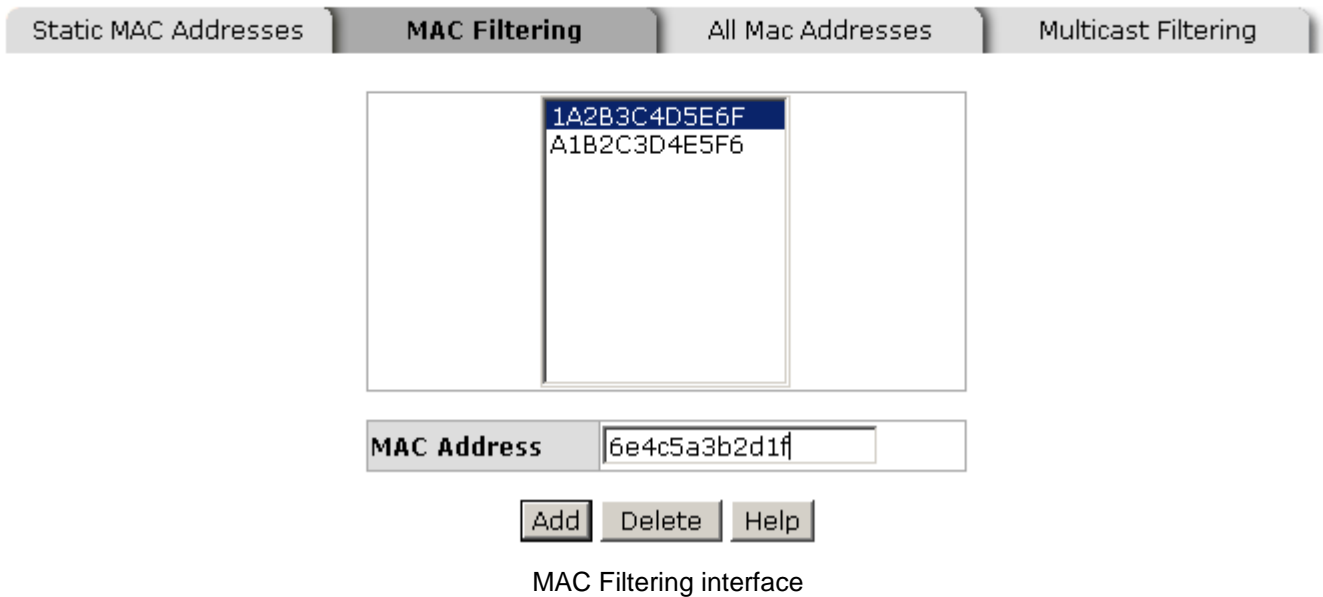 Static MAC Addresses MAC Filtering All Mac Addresses Multicast Filtering
1A2B3C4D5E6F
A1B2C3D4E5F6
MAC Address 6e4c5a3b2d1f
Add Delete Help
MAC Filtering interface